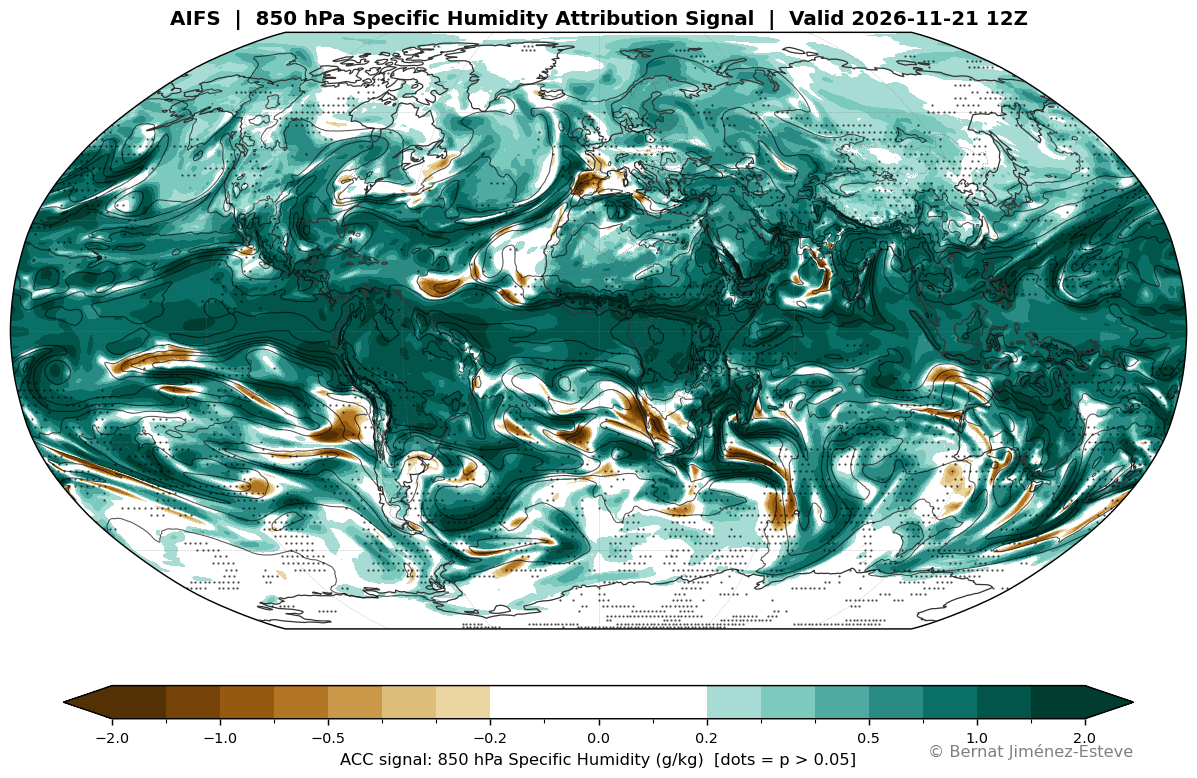 AIFS | 850 hPa Specific Humidity Attribution Signal | Valid 2026-11-21 12Z
−2.0 −1.0 −0.5 −0.2 0.0 0.2 0.5 1.0 2.0
ACC signal: 850 hPa Specific Humidity (g/kg) [dots = p > 0.05]
© Bernat Jiménez-Esteve